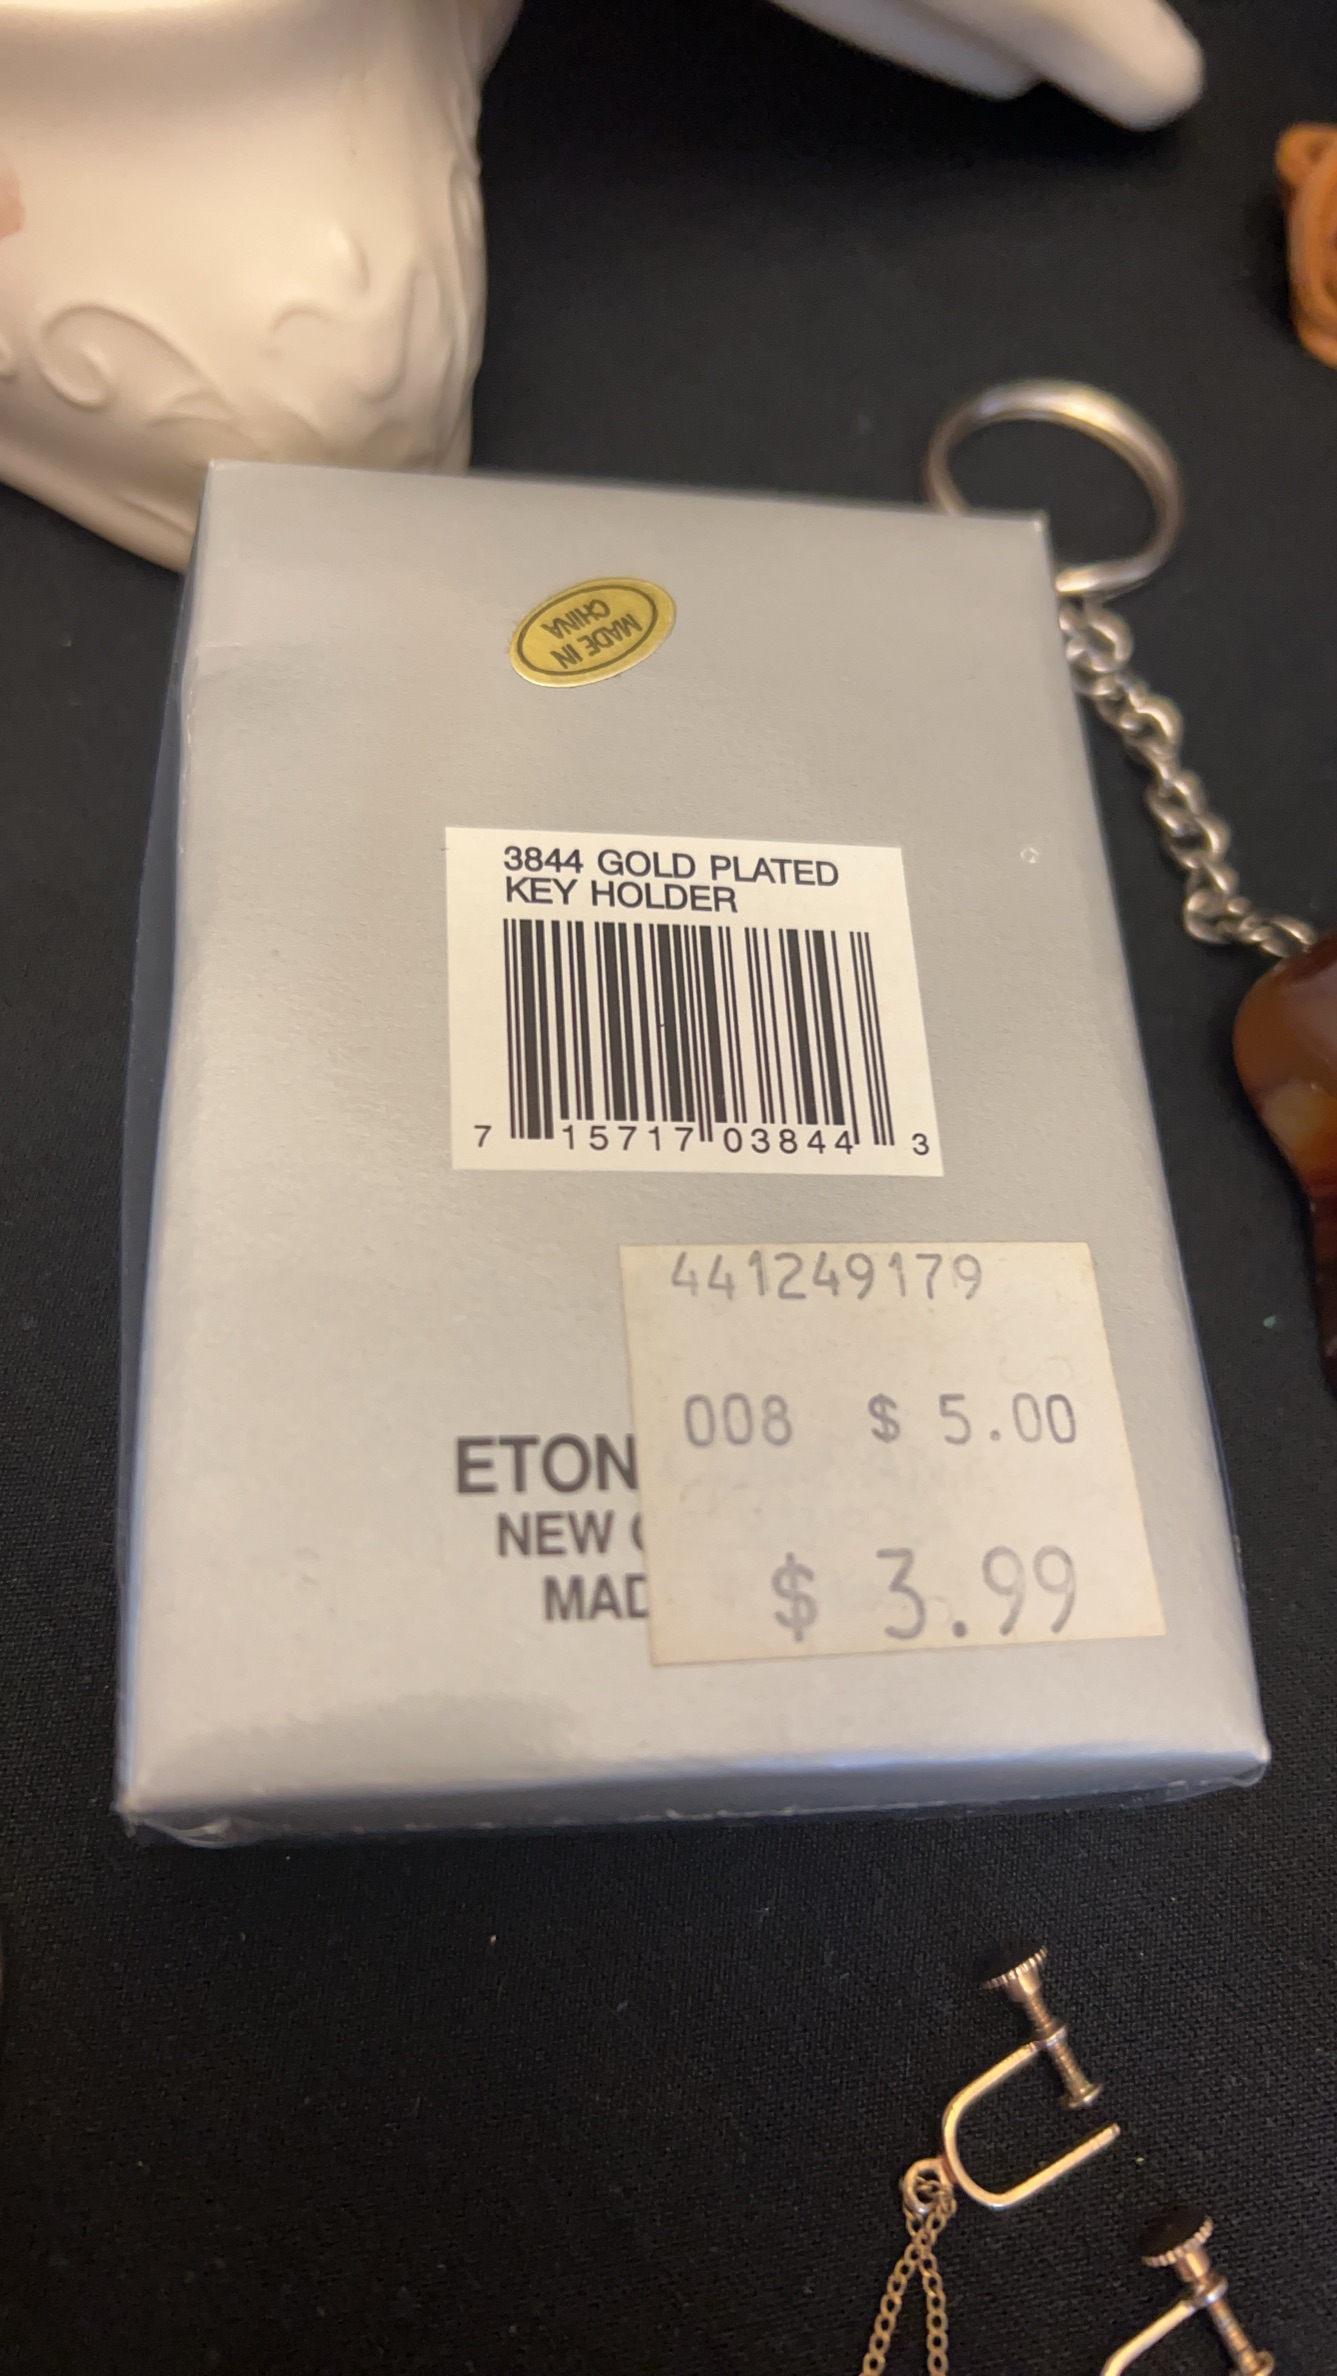 MADE IN
CHINA
3844 GOLD PLATED
KEY HOLDER
7 15717 03844 3
441249179
008 $ 5.00
$ 3.99
ETON
NEW